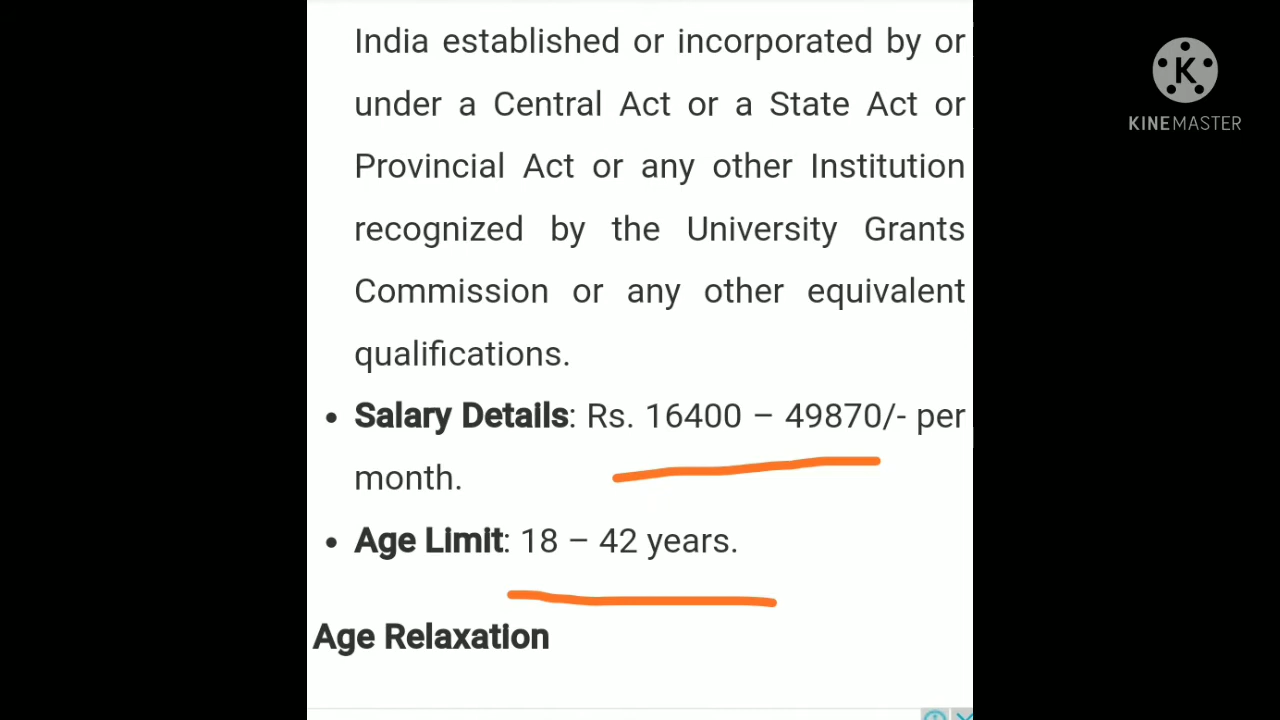 India established or incorporated by or
under a Central Act or a State Act or
Provincial Act or any other Institution
recognized by the University Grants
Commission or any other equivalent
qualifications.
• Salary Details: Rs. 16400 – 49870/- per
month.
• Age Limit: 18 – 42 years.
Age Relaxation
K
KINEMASTER